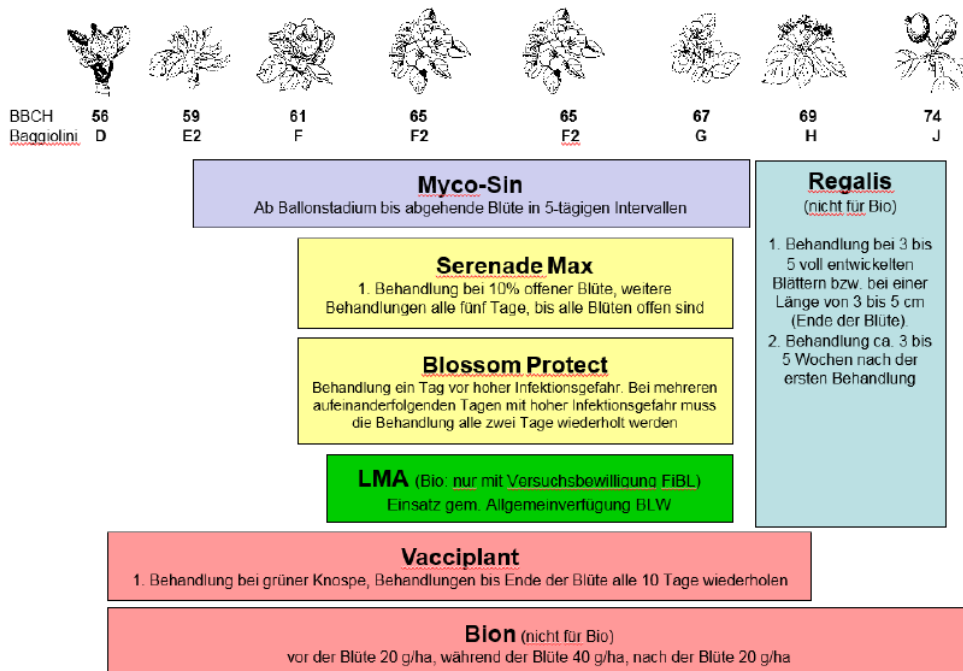 BBCH 56 59 61 65 65 67 69 74
Baggiolini D E2 F F2 F2 G H J
Myco-Sin
Ab Ballonstadium bis abgehende Blüte in 5-tägigen Intervallen
Serenade Max
1. Behandlung bei 10% offener Blüte, weitere
Behandlungen alle fünf Tage, bis alle Blüten offen sind
Blossom Protect
Behandlung ein Tag vor hoher Infektionsgefahr. Bei mehreren
aufeinanderfolgenden Tagen mit hoher Infektionsgefahr muss
die Behandlung alle zwei Tage wiederholt werden
LMA (Bio: nur mit Versuchsbewilligung FiBL)
Einsatz gem. Allgemeinverfügung BLW
Regalis
(nicht für Bio)
1. Behandlung bei 3 bis
5 voll entwickelten
Blättern bzw. bei einer
Länge von 3 bis 5 cm
(Ende der Blüte).
2. Behandlung ca. 3 bis
5 Wochen nach der
ersten Behandlung
Vacciplant
1. Behandlung bei grüner Knospe, Behandlungen bis Ende der Blüte alle 10 Tage wiederholen
Bion (nicht für Bio)
vor der Blüte 20 g/ha, während der Blüte 40 g/ha, nach der Blüte 20 g/ha